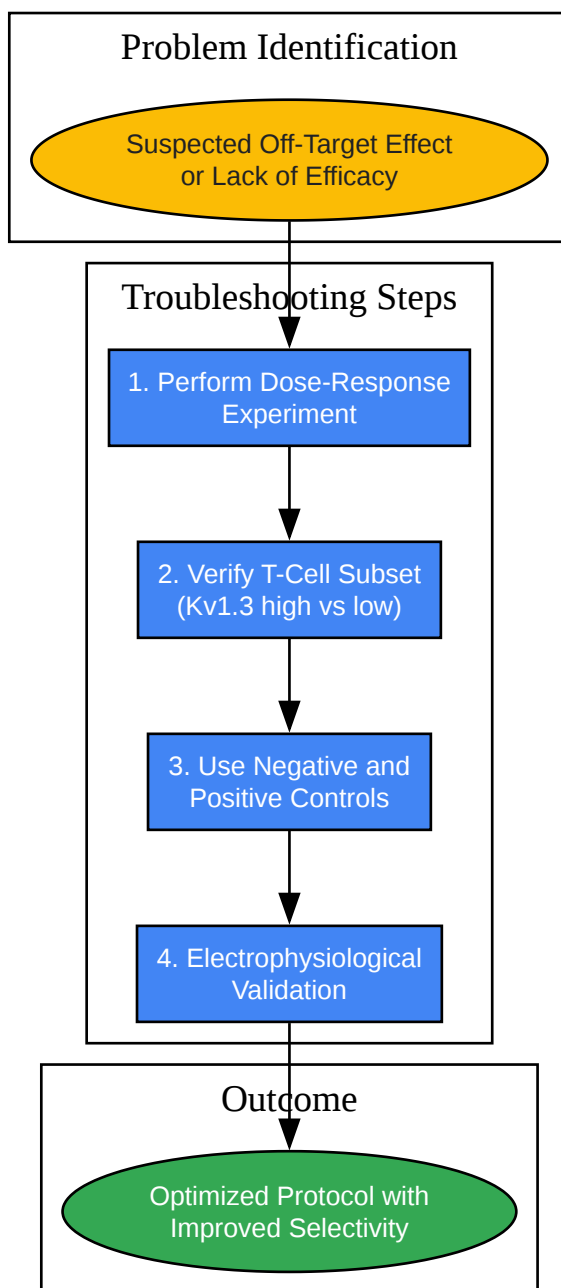 Problem Identification
Suspected Off-Target Effect
or Lack of Efficacy
Troubleshooting Steps
1. Perform Dose-Response
Experiment
2. Verify T-Cell Subset
(Kv1.3 high vs low)
3. Use Negative and
Positive Controls
4. Electrophysiological
Validation
Outcome
Optimized Protocol with
Improved Selectivity